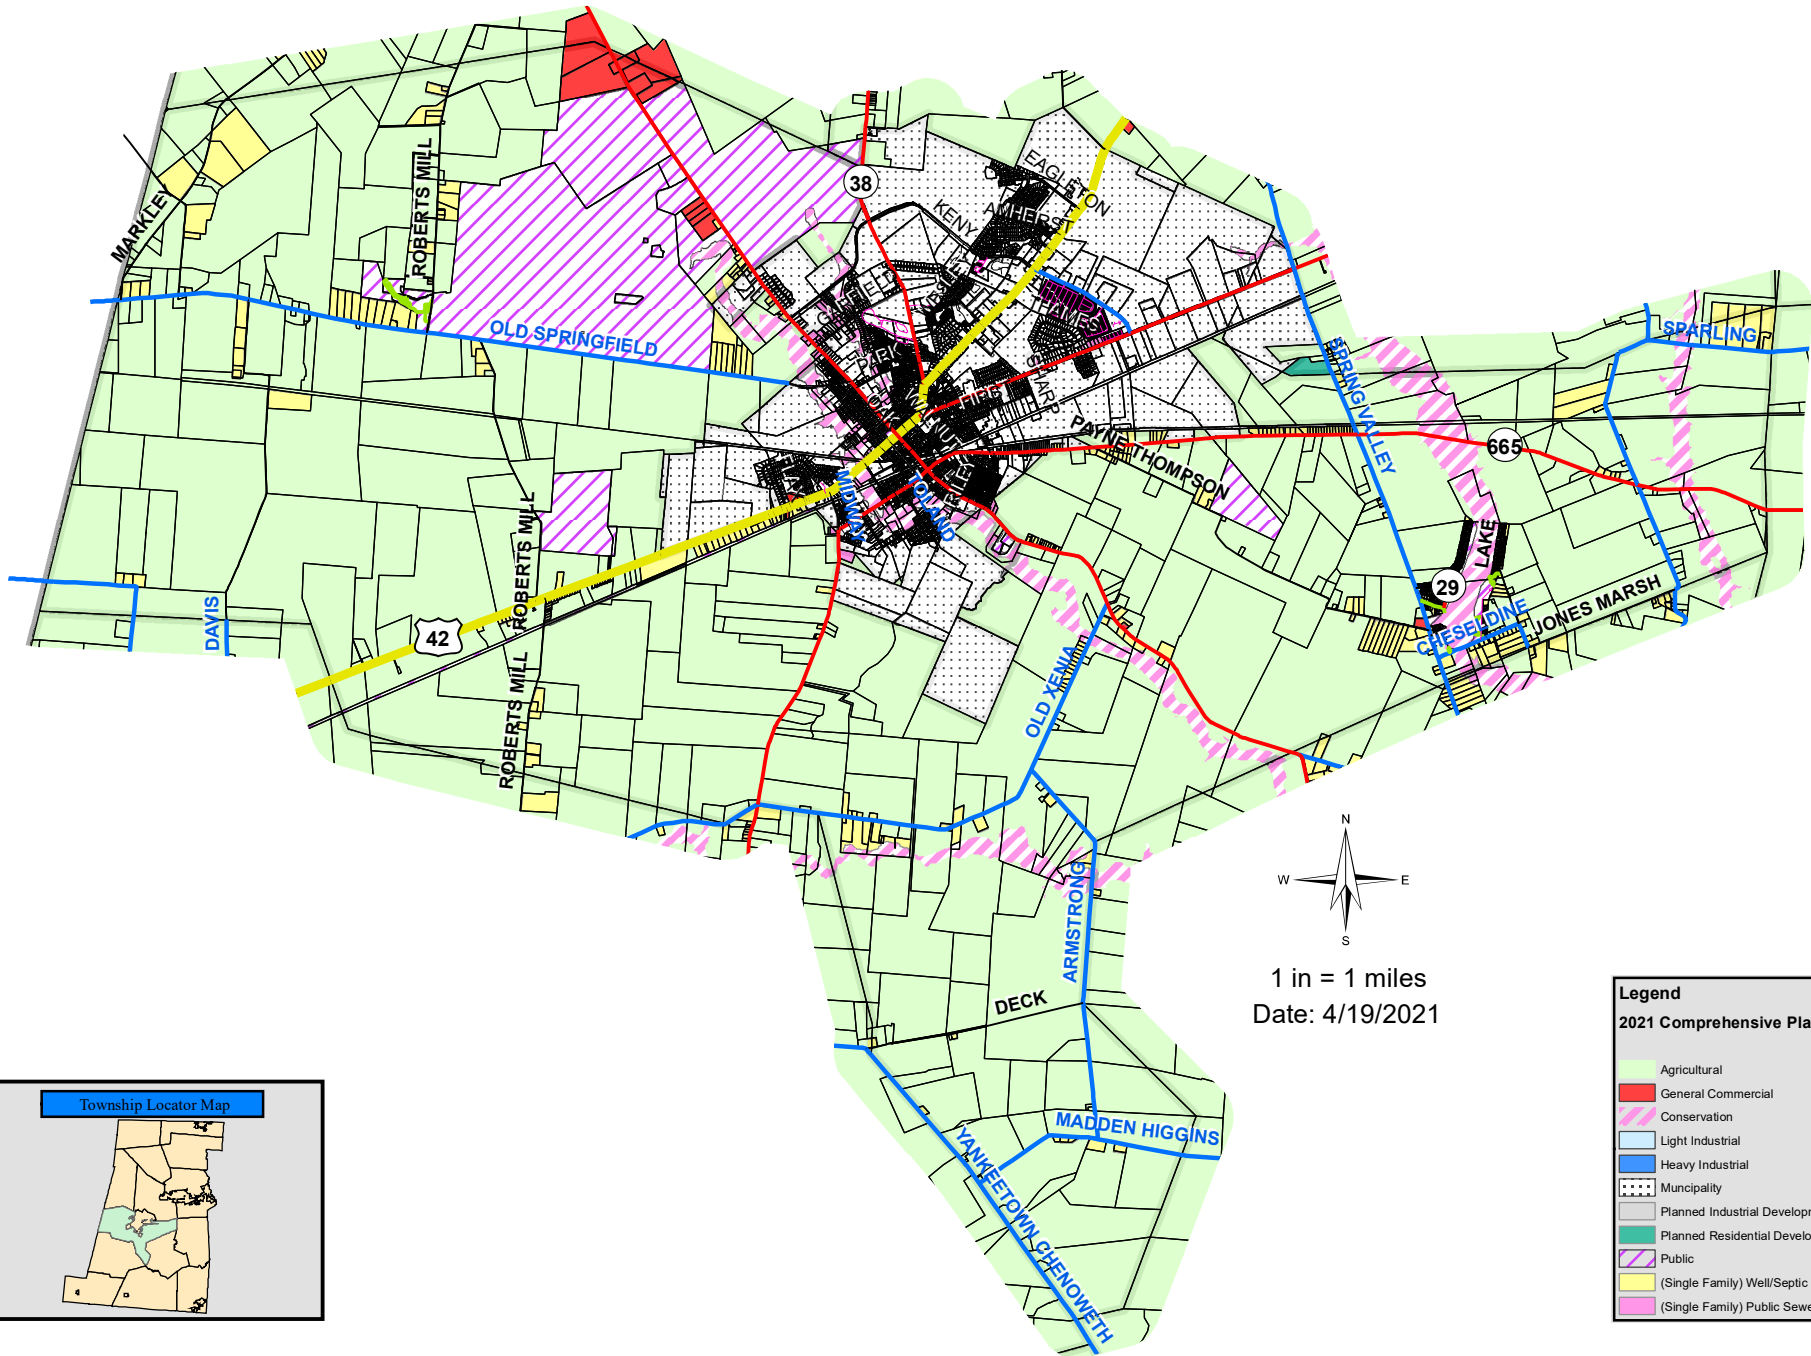 MARKLEY
ROBERTS MILL
38
EAGLETON
KENY
AMHERST
OLD SPRINGFIELD
SHARP
PARK
SPRING VALLEY
SPARLING
PAYNE THOMPSON
665
MIDWAY
TOLAND
LAKE
29
CHESELDINE
JONES MARSH
ROBERTS MILL
DAVIS
42
ROBERTS MILL
OLD XENIA
ARMSTRONG
DECK
MADDEN HIGGINS
YANKEETOWN CHENOWETH
N
W
E
S
1 in = 1 miles
Date: 4/19/2021
Township Locator Map
Legend
2021 Comprehensive Pla
Agricultural
General Commercial
Conservation
Light Industrial
Heavy Industrial
Muncipality
Planned Industrial Developr
Planned Residential Develo
Public
(Single Family) Well/Septic
(Single Family) Public Sewe